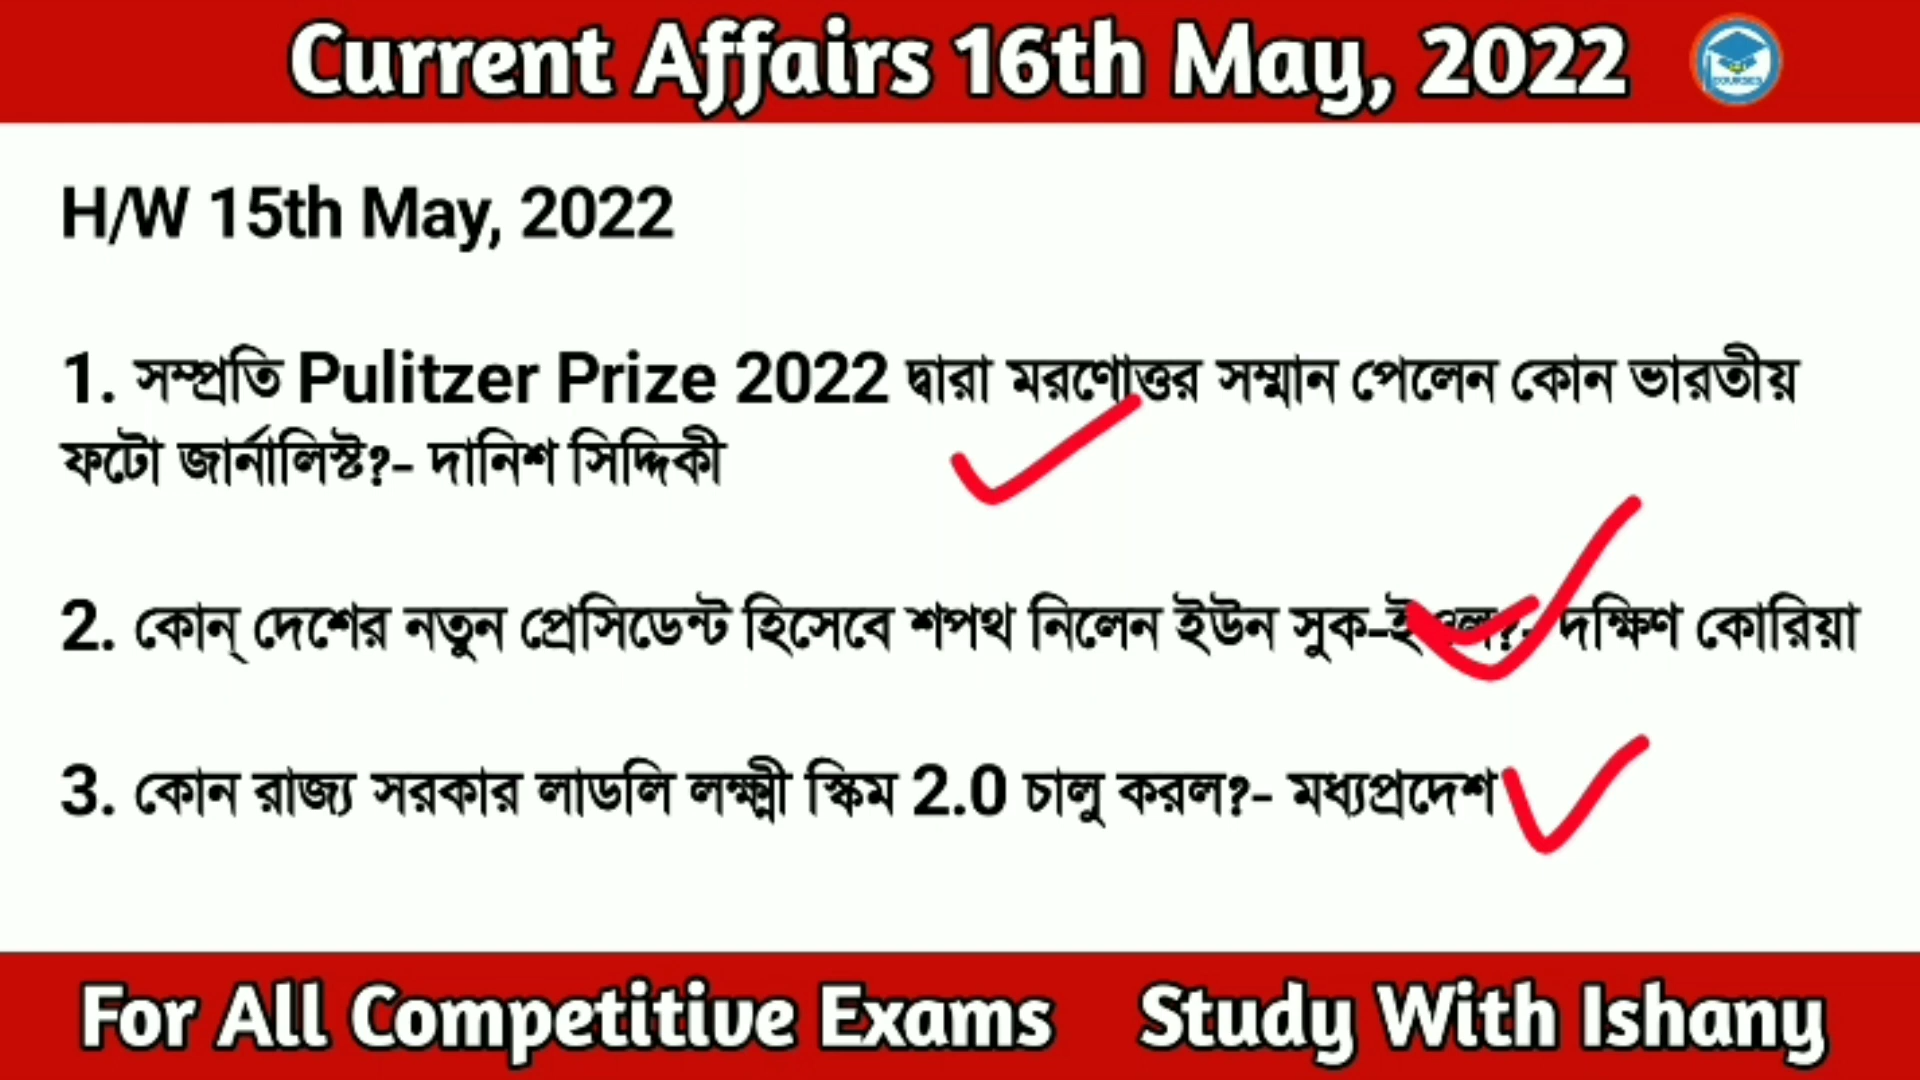 Current Affairs 16th May, 2022
COURSES
H/W 15th May, 2022
1. সম্প্রতি Pulitzer Prize 2022 দ্বারা মরণোত্তর সম্মান পেলেন কোন ভারতীয়
ফটো জার্নালিস্ট?- দানিশ সিদ্দিকী
2. কোন্ দেশের নতুন প্রেসিডেন্ট হিসেবে শপথ নিলেন ইউন সুক- দক্ষিণ কোরিয়া
3. কোন রাজ্য সরকার লাডলি লক্ষ্মী স্কিম 2.0 চালু করল?- মধ্যপ্রদেশ
For All Competitive Exams Study With Ishany